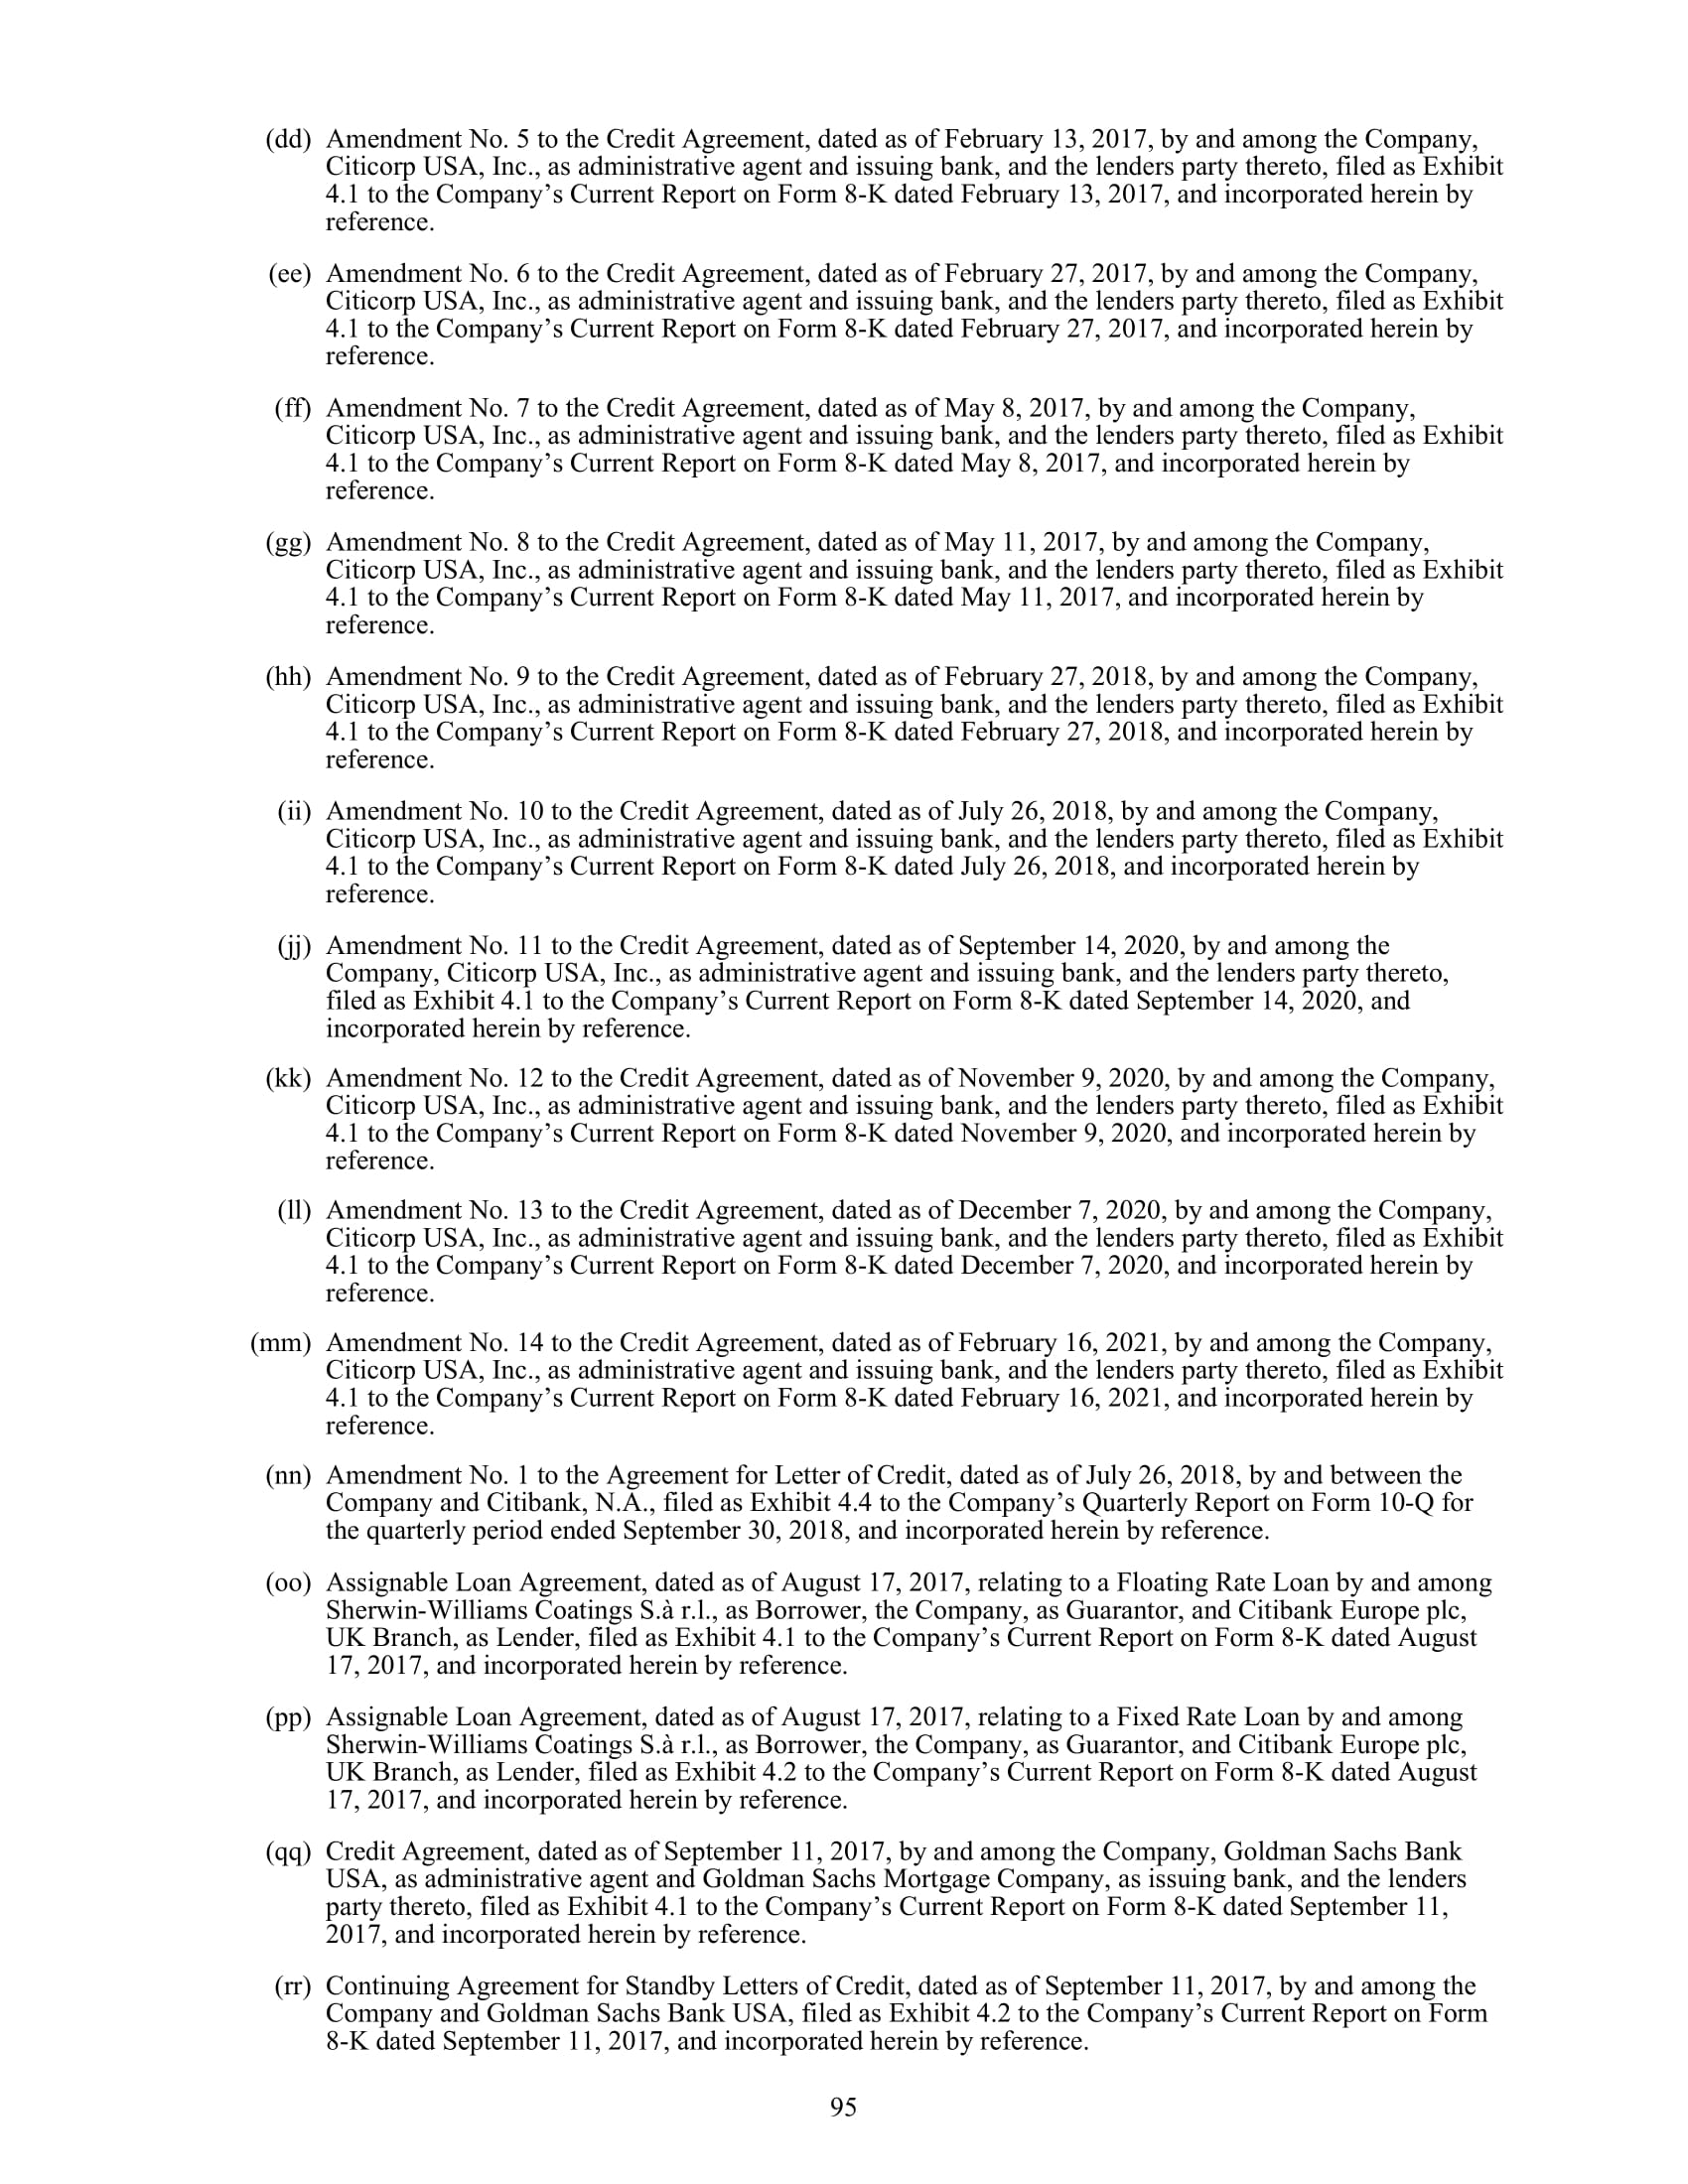 (dd) Amendment No. 5 to the Credit Agreement, dated as of February 13, 2017, by and among the Company,
Citicorp USA, Inc., as administrative agent and issuing bank, and the lenders party thereto, filed as Exhibit
4.1 to the Company’s Current Report on Form 8-K dated February 13, 2017, and incorporated herein by
reference.
(ee) Amendment No. 6 to the Credit Agreement, dated as of February 27, 2017, by and among the Company,
Citicorp USA, Inc., as administrative agent and issuing bank, and the lenders party thereto, filed as Exhibit
4.1 to the Company’s Current Report on Form 8-K dated February 27, 2017, and incorporated herein by
reference.
(ff) Amendment No. 7 to the Credit Agreement, dated as of May 8, 2017, by and among the Company,
Citicorp USA, Inc., as administrative agent and issuing bank, and the lenders party thereto, filed as Exhibit
4.1 to the Company’s Current Report on Form 8-K dated May 8, 2017, and incorporated herein by
reference.
(gg) Amendment No. 8 to the Credit Agreement, dated as of May 11, 2017, by and among the Company,
Citicorp USA, Inc., as administrative agent and issuing bank, and the lenders party thereto, filed as Exhibit
4.1 to the Company’s Current Report on Form 8-K dated May 11, 2017, and incorporated herein by
reference.
(hh) Amendment No. 9 to the Credit Agreement, dated as of February 27, 2018, by and among the Company,
Citicorp USA, Inc., as administrative agent and issuing bank, and the lenders party thereto, filed as Exhibit
4.1 to the Company’s Current Report on Form 8-K dated February 27, 2018, and incorporated herein by
reference.
(ii) Amendment No. 10 to the Credit Agreement, dated as of July 26, 2018, by and among the Company,
Citicorp USA, Inc., as administrative agent and issuing bank, and the lenders party thereto, filed as Exhibit
4.1 to the Company’s Current Report on Form 8-K dated July 26, 2018, and incorporated herein by
reference.
(jj) Amendment No. 11 to the Credit Agreement, dated as of September 14, 2020, by and among the
Company, Citicorp USA, Inc., as administrative agent and issuing bank, and the lenders party thereto,
filed as Exhibit 4.1 to the Company’s Current Report on Form 8-K dated September 14, 2020, and
incorporated herein by reference.
(kk) Amendment No. 12 to the Credit Agreement, dated as of November 9, 2020, by and among the Company,
Citicorp USA, Inc., as administrative agent and issuing bank, and the lenders party thereto, filed as Exhibit
4.1 to the Company’s Current Report on Form 8-K dated November 9, 2020, and incorporated herein by
reference.
(ll) Amendment No. 13 to the Credit Agreement, dated as of December 7, 2020, by and among the Company,
Citicorp USA, Inc., as administrative agent and issuing bank, and the lenders party thereto, filed as Exhibit
4.1 to the Company’s Current Report on Form 8-K dated December 7, 2020, and incorporated herein by
reference.
(mm) Amendment No. 14 to the Credit Agreement, dated as of February 16, 2021, by and among the Company,
Citicorp USA, Inc., as administrative agent and issuing bank, and the lenders party thereto, filed as Exhibit
4.1 to the Company’s Current Report on Form 8-K dated February 16, 2021, and incorporated herein by
reference.
(nn) Amendment No. 1 to the Agreement for Letter of Credit, dated as of July 26, 2018, by and between the
Company and Citibank, N.A., filed as Exhibit 4.4 to the Company’s Quarterly Report on Form 10-Q for
the quarterly period ended September 30, 2018, and incorporated herein by reference.
(oo) Assignable Loan Agreement, dated as of August 17, 2017, relating to a Floating Rate Loan by and among
Sherwin-Williams Coatings S.à r.l., as Borrower, the Company, as Guarantor, and Citibank Europe plc,
UK Branch, as Lender, filed as Exhibit 4.1 to the Company’s Current Report on Form 8-K dated August
17, 2017, and incorporated herein by reference.
(pp) Assignable Loan Agreement, dated as of August 17, 2017, relating to a Fixed Rate Loan by and among
Sherwin-Williams Coatings S.à r.l., as Borrower, the Company, as Guarantor, and Citibank Europe plc,
UK Branch, as Lender, filed as Exhibit 4.2 to the Company’s Current Report on Form 8-K dated August
17, 2017, and incorporated herein by reference.
(qq) Credit Agreement, dated as of September 11, 2017, by and among the Company, Goldman Sachs Bank
USA, as administrative agent and Goldman Sachs Mortgage Company, as issuing bank, and the lenders
party thereto, filed as Exhibit 4.1 to the Company’s Current Report on Form 8-K dated September 11,
2017, and incorporated herein by reference.
(rr) Continuing Agreement for Standby Letters of Credit, dated as of September 11, 2017, by and among the
Company and Goldman Sachs Bank USA, filed as Exhibit 4.2 to the Company’s Current Report on Form
8-K dated September 11, 2017, and incorporated herein by reference.
95